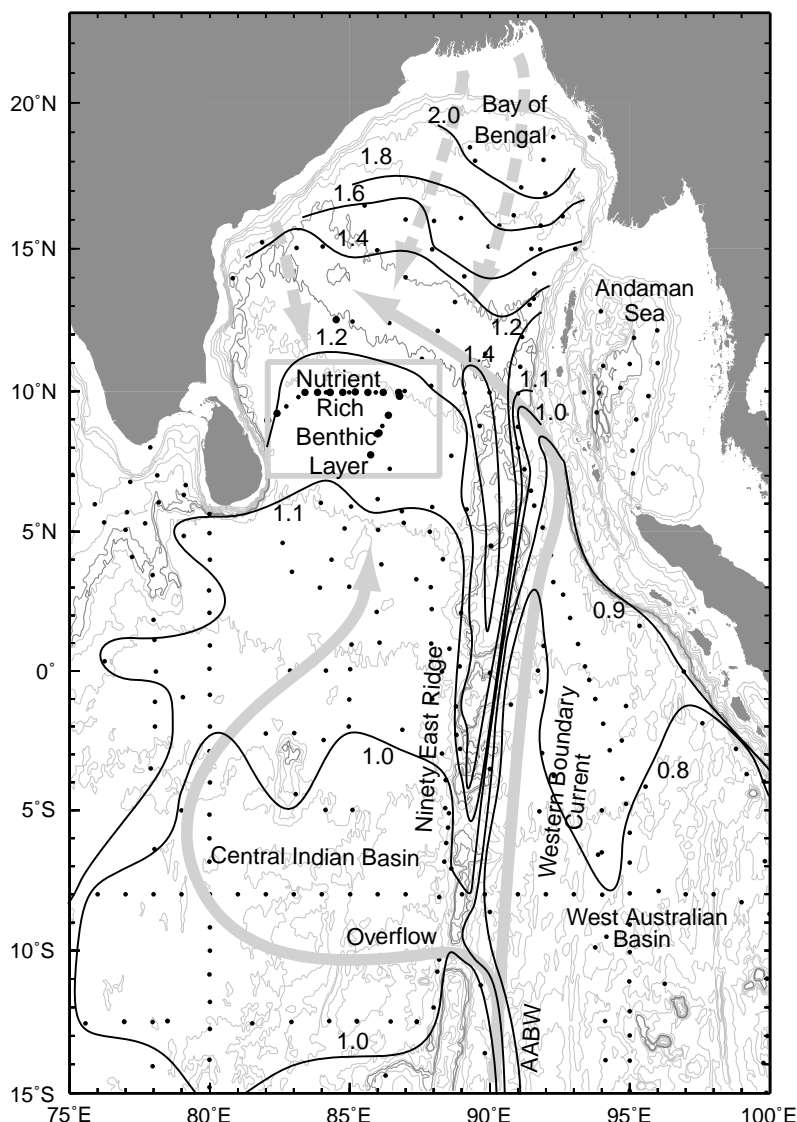 20°N
15°N
10°N
5°N
0°
5°S
10°S
15°S
75°E
80°E
85°E
90°E
95°E
100°E
Bay of
Bengal
2.0
1.8
1.6
1.4
Andaman
Sea
1.2
1.2
1.4
1.1
1.0
Nutrient
Rich
Benthic
Layer
1.1
0.9
Ninety East Ridge
Western Boundary
Current
1.0
0.8
Central Indian Basin
West Australian
Basin
Overflow
AABW
1.0